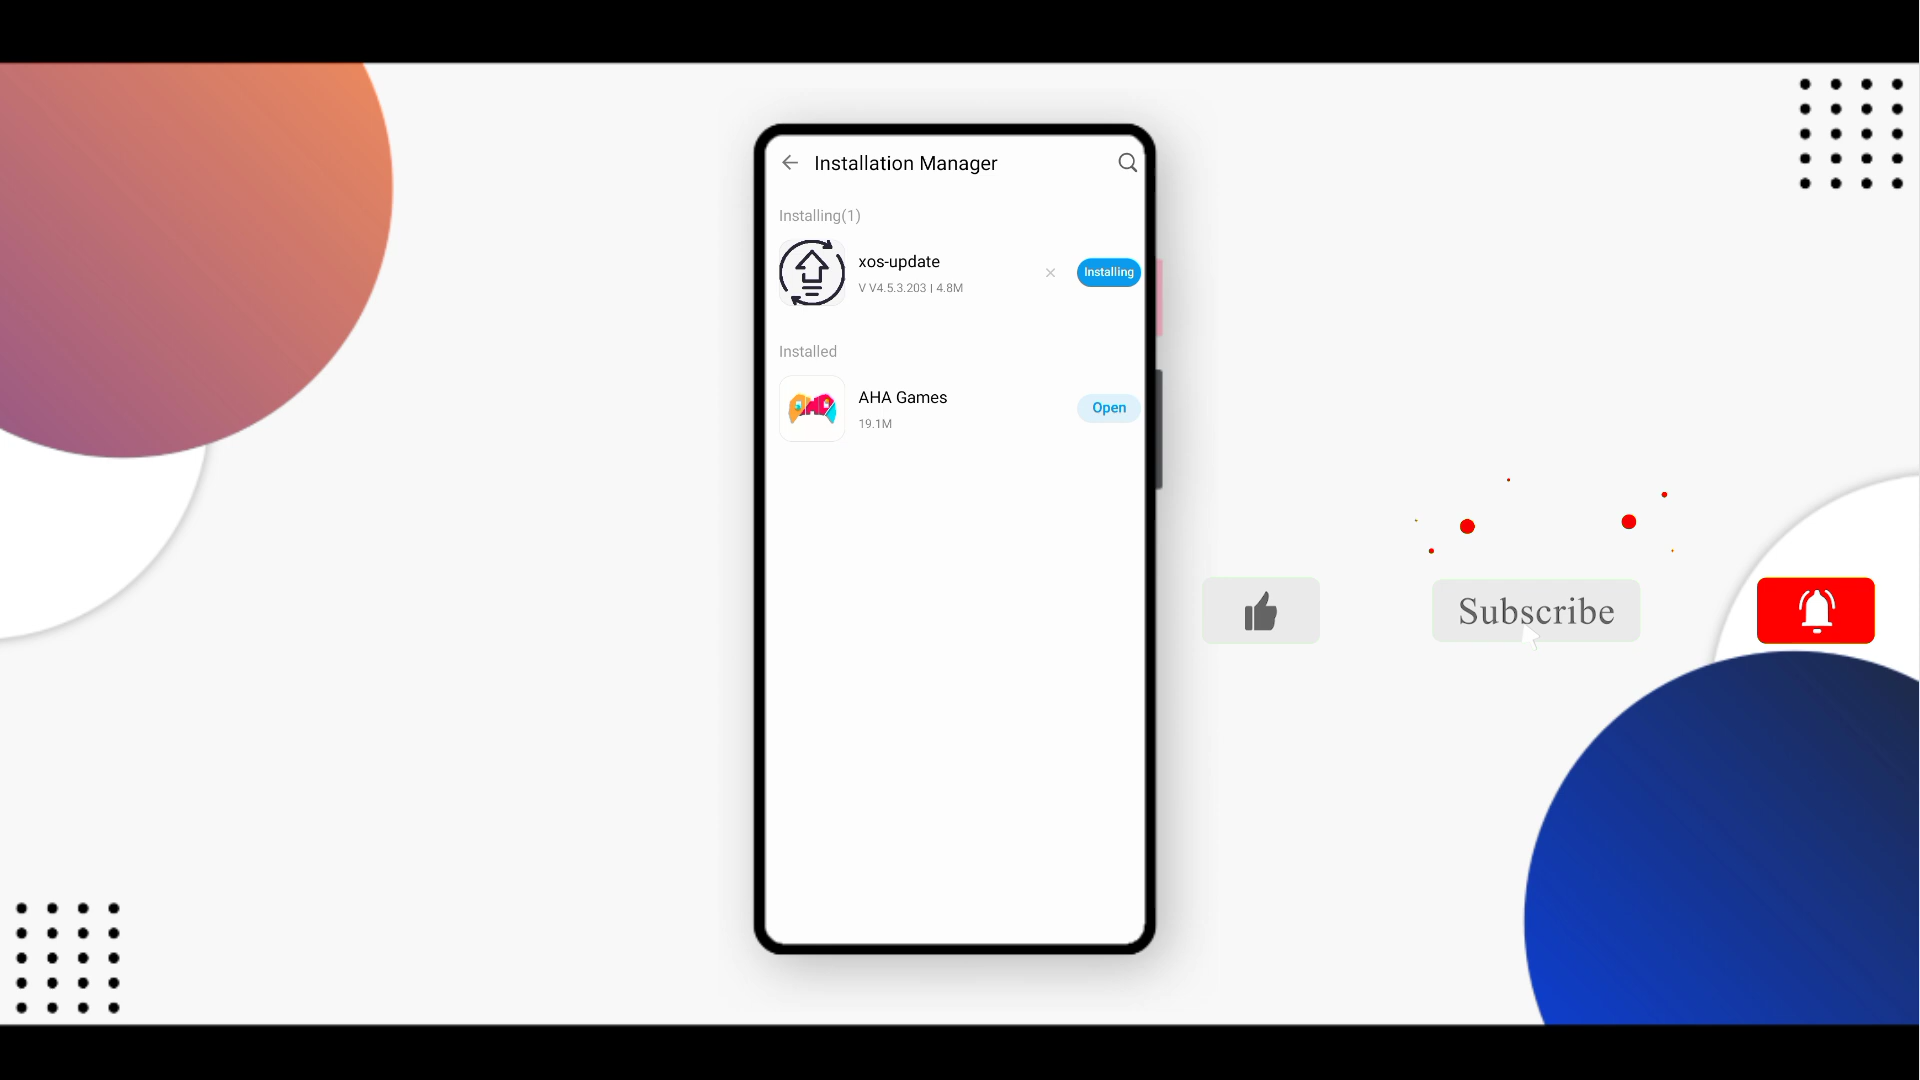 Installation Manager
Installing(1)
xos-update
V V4.5.3.203 | 4.8M
Installing
Installed
AHA Games
19.1M
Open
Subscribe